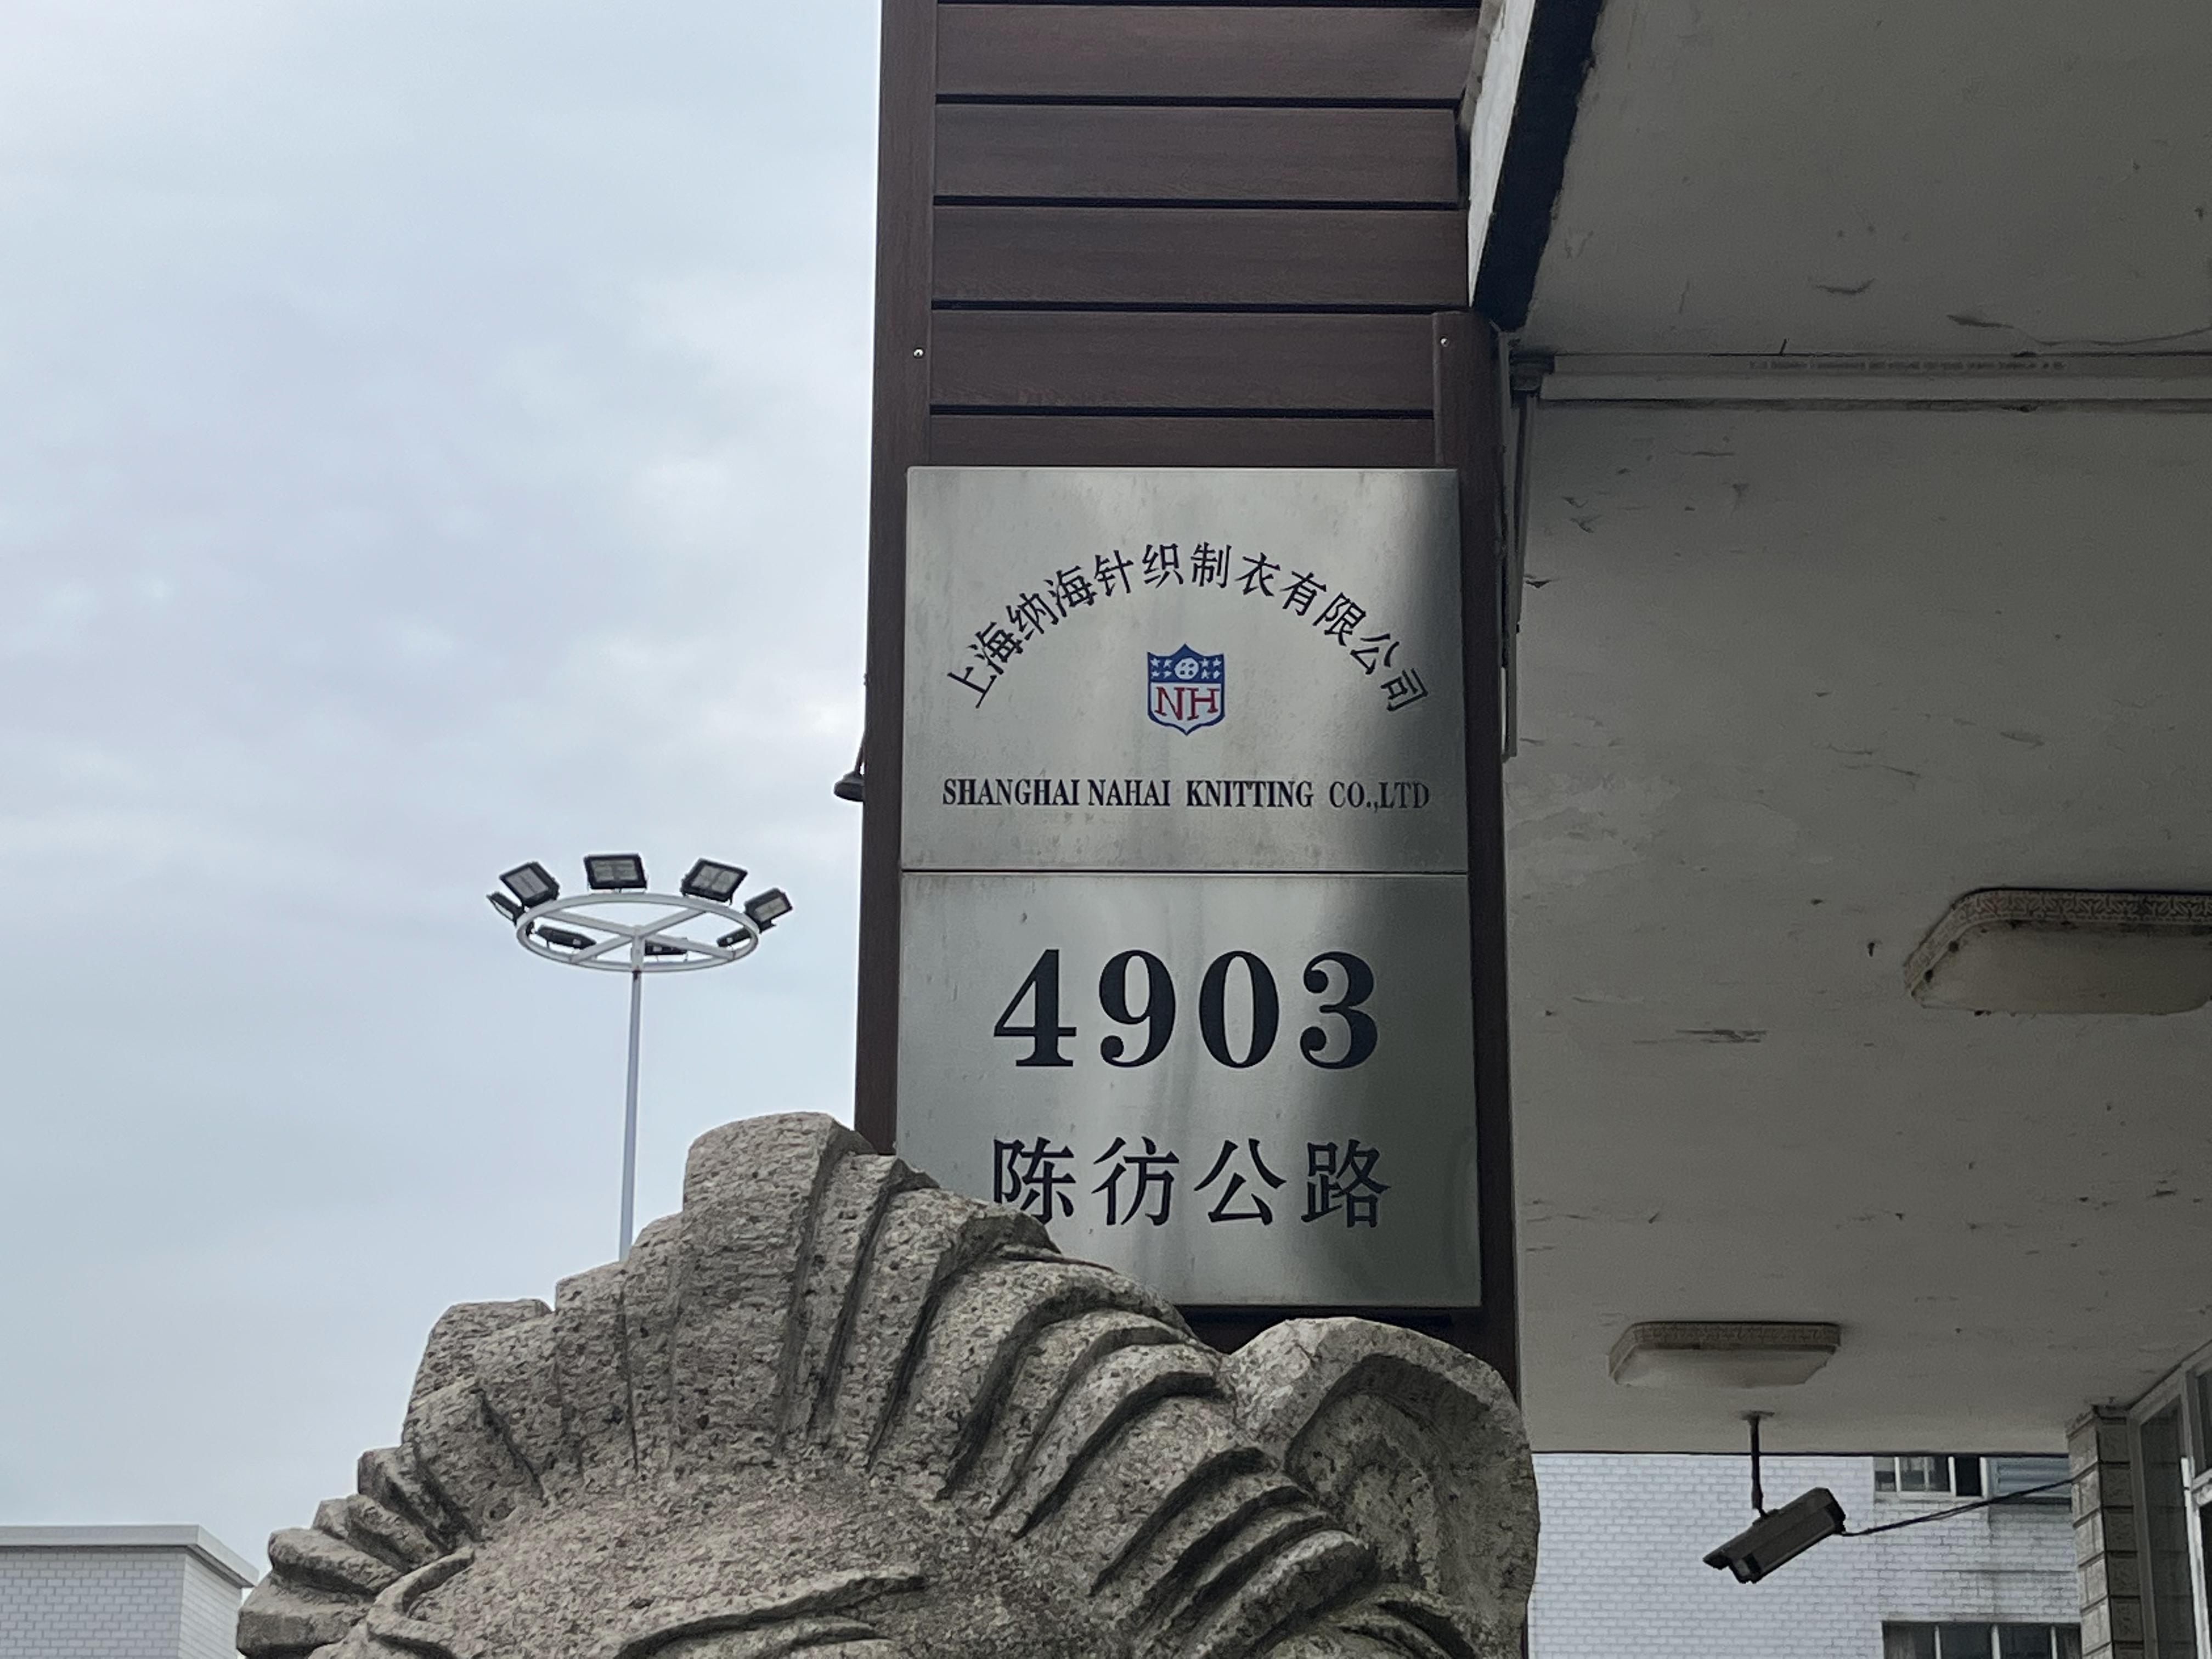 上海纳海针织制衣有限公司
NH
SHANGHAI NAHAI KNITTING CO.,LTD
4903
陈彷公路